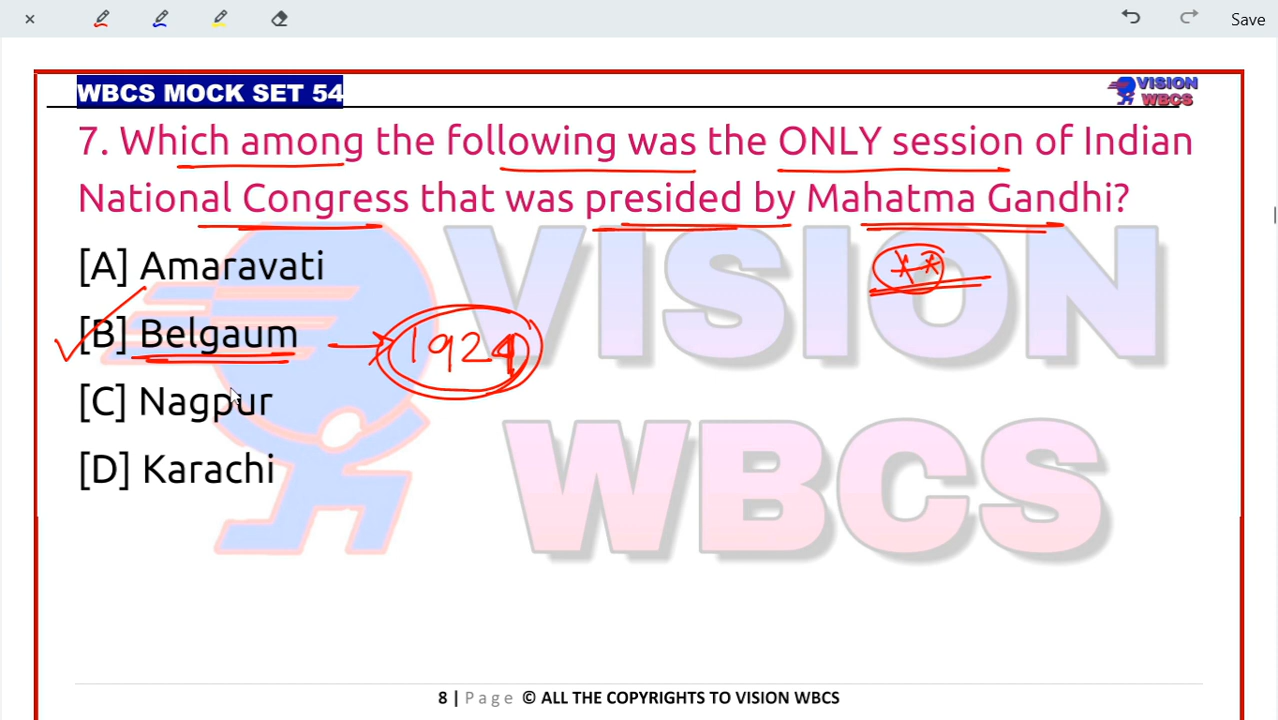 Save
WBCS MOCK SET 54
VISION
WBCS
7. Which among the following was the ONLY session of Indian
National Congress that was presided by Mahatma Gandhi?
[A] Amaravati
[B] Belgaum
1924
[C] Nagpur
[D] Karachi
VISION
WBCS
8 | Page © ALL THE COPYRIGHTS TO VISION WBCS